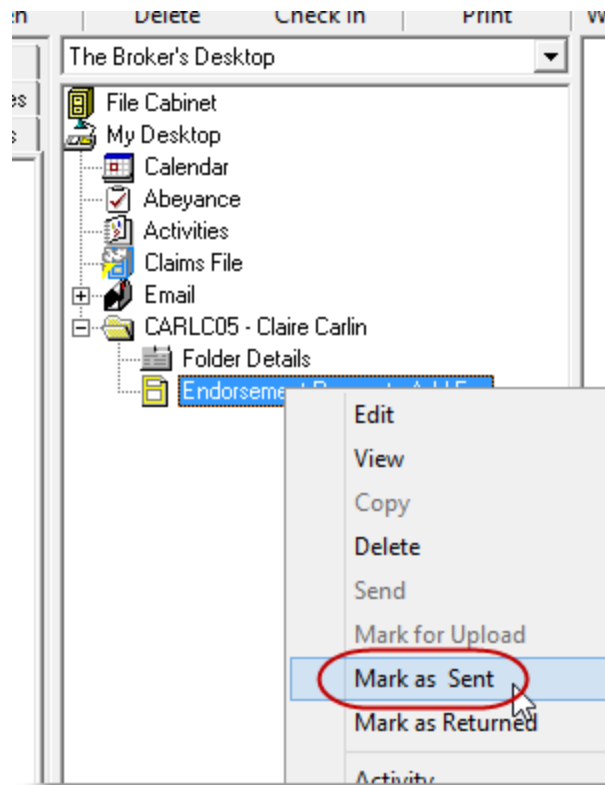 Delete Check In Print
The Broker's Desktop
File Cabinet
My Desktop
Calendar
Abeyance
Activities
Claims File
Email
CARLC05 - Claire Carlin
Folder Details
Edit
View
Copy
Delete
Send
Mark for Upload
Mark as  Sent
Mark as Returned
Activity